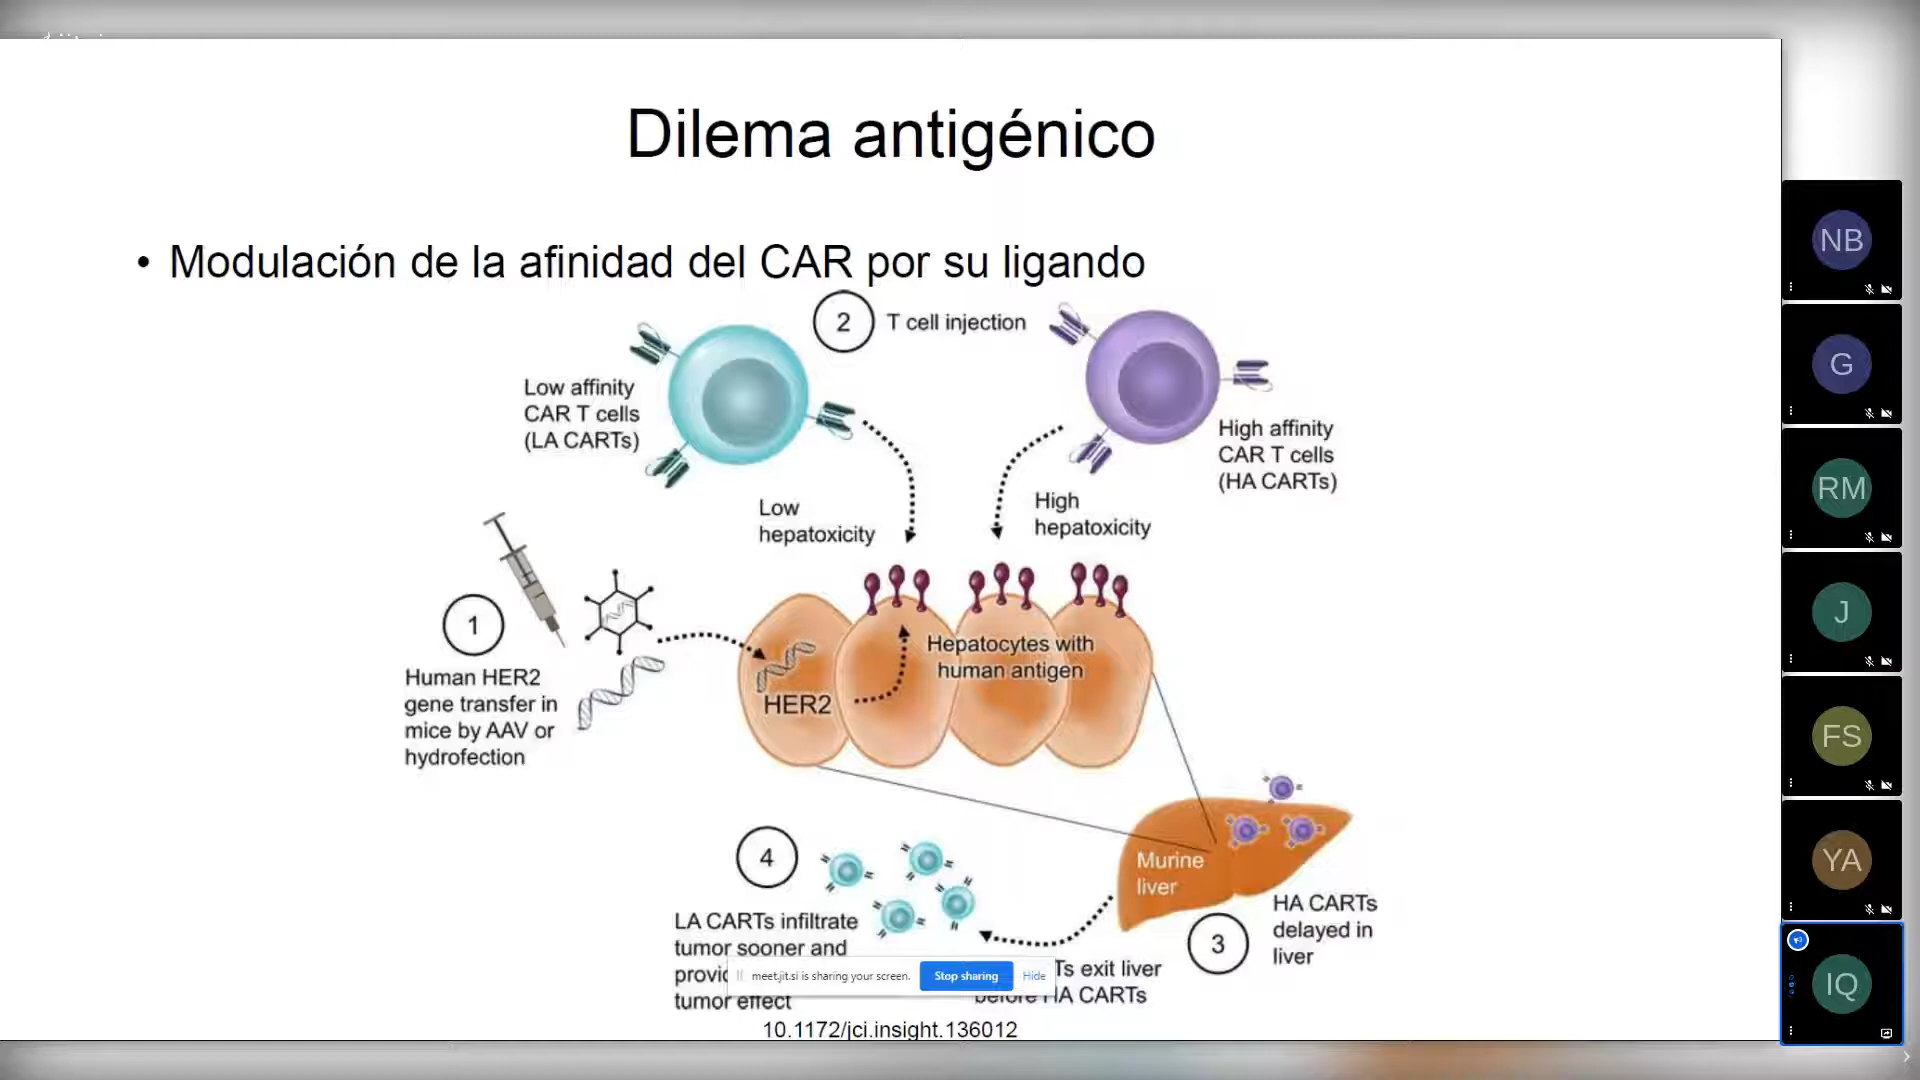 Dilema antigénico
• Modulación de la afinidad del CAR por su ligando
2
T cell injection
Low affinity
CAR T cells
(LA CARTs)
High affinity
CAR T cells
(HA CARTs)
Low
hepatoxicity
High
hepatoxicity
1
Human HER2
gene transfer in
mice by AAV or
hydrofection
HER2
Hepatocytes with
human antigen
Murine
liver
3
HA CARTs
delayed in
liver
4
LA CARTs infiltrate
tumor sooner and
tumor effect
exit liver
before HA CARTs
meet.jit.si is sharing your screen.
Stop sharing
Hide
10.1172/jci.insight.136012
NB
G
RM
J
FS
YA
IQ